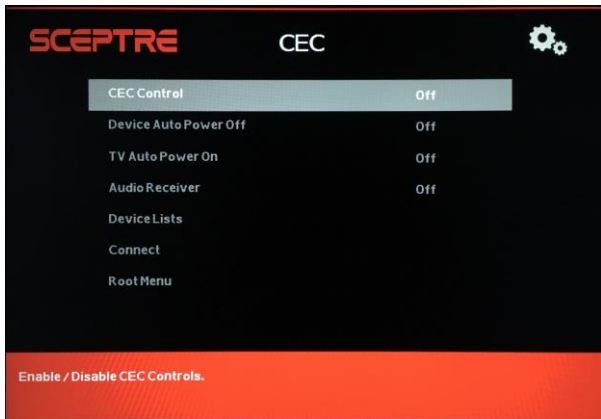 SCEPTRE CEC
CEC Control Off
Device Auto Power Off Off
TV Auto Power On Off
Audio Receiver Off
Device Lists
Connect
Root Menu
Enable / Disable CEC Controls.